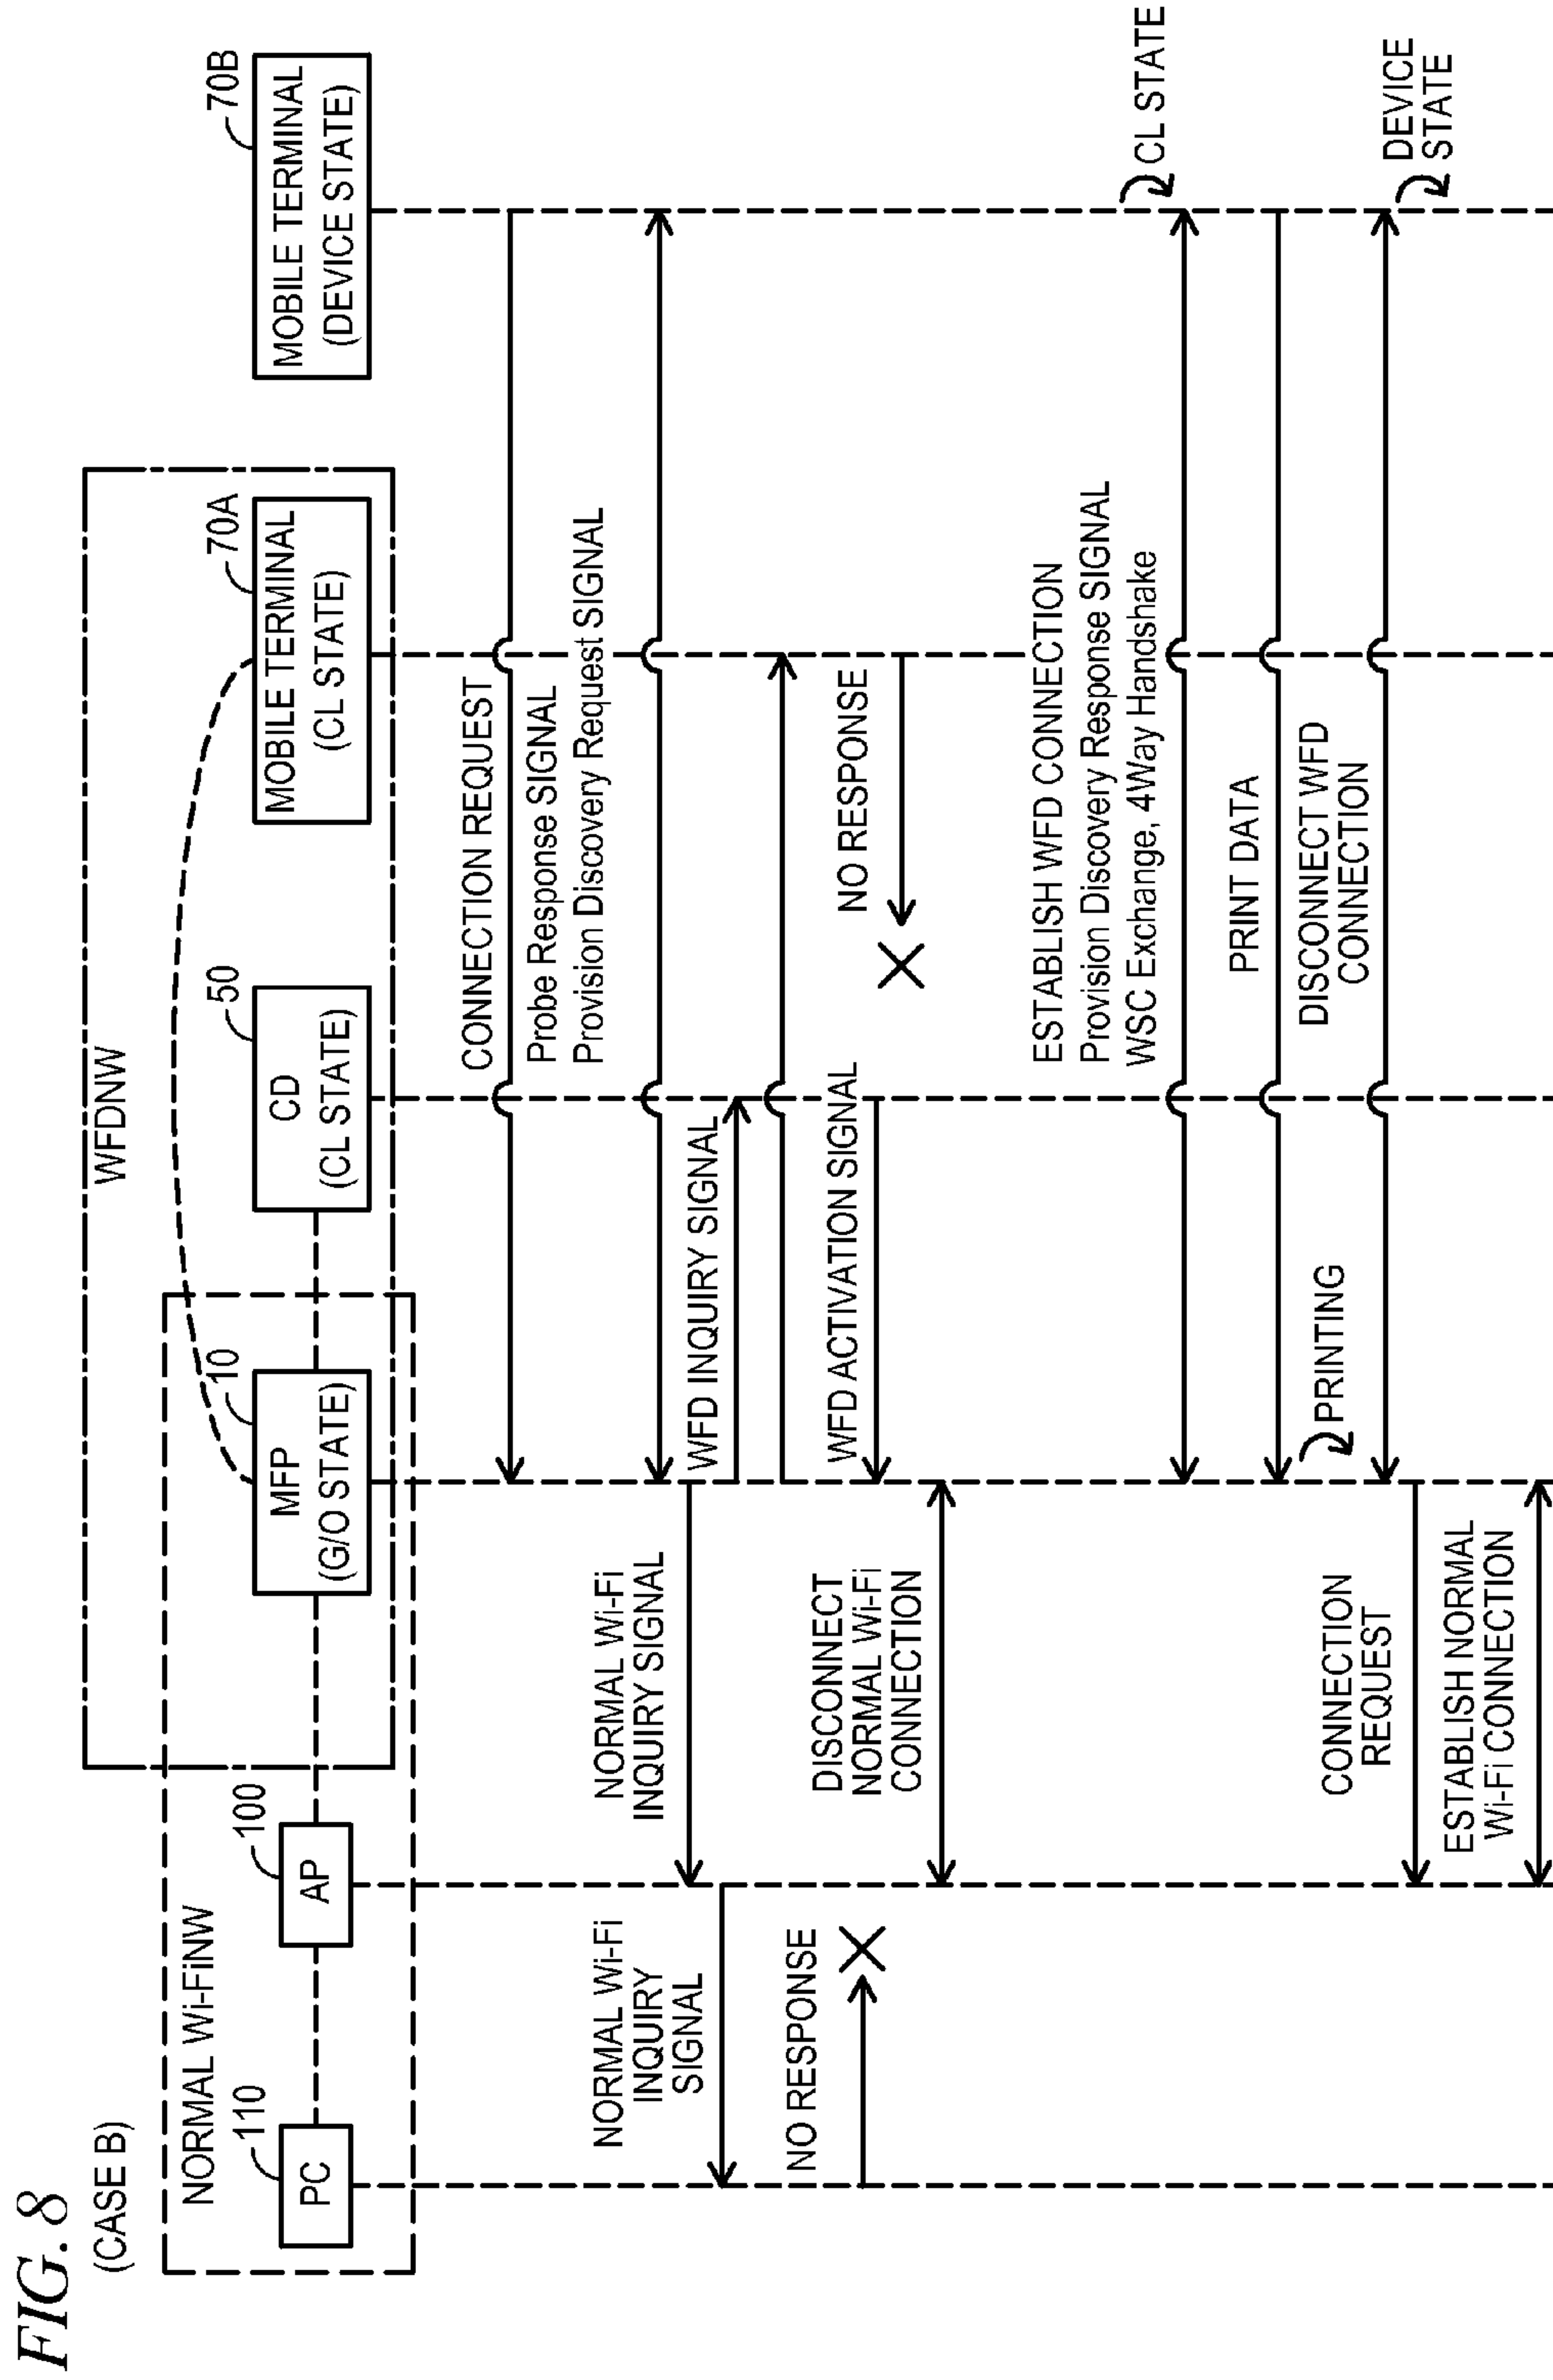 FIG. 8
(CASE B)
NORMAL Wi-FiNW
WFDNW
110
PC
100
AP
10
MFP
(G/O STATE)
50
CD
(CL STATE)
70A
MOBILE TERMINAL
(CL STATE)
70B
MOBILE TERMINAL
(DEVICE STATE)
CONNECTION REQUEST
Probe Response SIGNAL
Provision Discovery Request SIGNAL
NORMAL Wi-Fi
INQUIRY SIGNAL
NORMAL Wi-Fi
INQUIRY
SIGNAL
WFD INQUIRY SIGNAL
NO RESPONSE
WFD ACTIVATION SIGNAL
NO RESPONSE
DISCONNECT
NORMAL Wi-Fi
CONNECTION
ESTABLISH WFD CONNECTION
Provision Discovery Response SIGNAL
WSC Exchange, 4Way Handshake
CL STATE
PRINT DATA
PRINTING
DISCONNECT WFD
CONNECTION
DEVICE
STATE
CONNECTION
REQUEST
ESTABLISH NORMAL
Wi-Fi CONNECTION